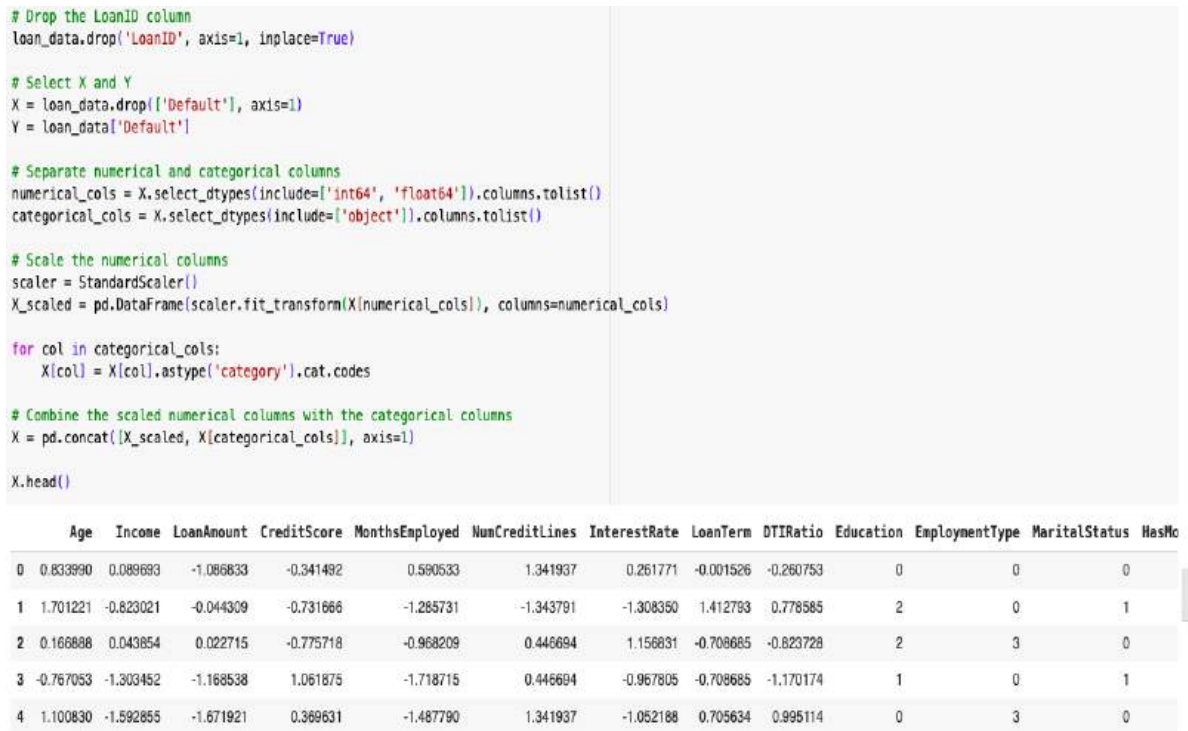 # Drop the LoanID column
loan_data.drop('LoanID', axis=1, inplace=True)
# Select X and Y
X = loan_data.drop(['Default'], axis=1)
Y = loan_data['Default']
# Separate numerical and categorical columns
numerical_cols = X.select_dtypes(include=['int64', 'float64']).columns.tolist()
categorical_cols = X.select_dtypes(include=['object']).columns.tolist()
# Scale the numerical columns
scaler = StandardScaler()
X_scaled = pd.DataFrame(scaler.fit_transform(X[numerical_cols]), columns=numerical_cols)
for col in categorical_cols:
    X[col] = X[col].astype('category').cat.codes
# Combine the scaled numerical columns with the categorical columns
X = pd.concat([X_scaled, X[categorical_cols]], axis=1)
X.head()
Age Income LoanAmount CreditScore MonthsEmployed NumCreditLines InterestRate LoanTerm DTIRatio Education EmploymentType MaritalStatus HasMo
0 0.833990 0.089693 -1.086833 -0.341492 0.590533 1.341937 0.261771 -0.001526 -0.260753 0 0 0
1 1.701221 -0.823021 -0.044309 -0.731666 -1.285731 -1.343791 -1.308350 1.412793 0.778585 2 0 1
2 0.166888 0.043854 0.022715 -0.775718 -0.968209 0.446694 1.156831 -0.708685 -0.823728 2 3 0
3 -0.767053 -1.303452 -1.168538 1.061875 -1.718715 0.446694 -0.967805 -0.708685 -1.170174 1 0 1
4 1.100830 -1.592855 -1.671921 0.369631 -1.487790 1.341937 -1.052188 0.705634 0.995114 0 3 0